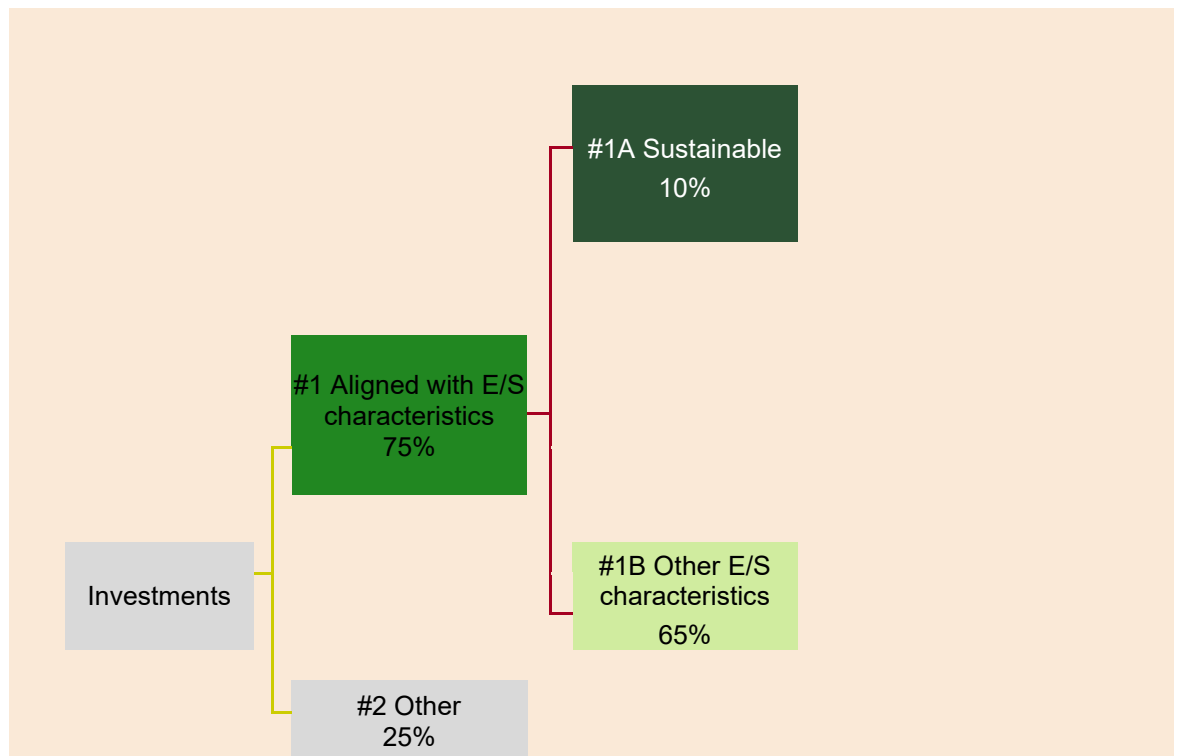 #1A Sustainable
10%
#1 Aligned with E/S
characteristics
75%
Investments
#1B Other E/S
characteristics
65%
#2 Other
25%